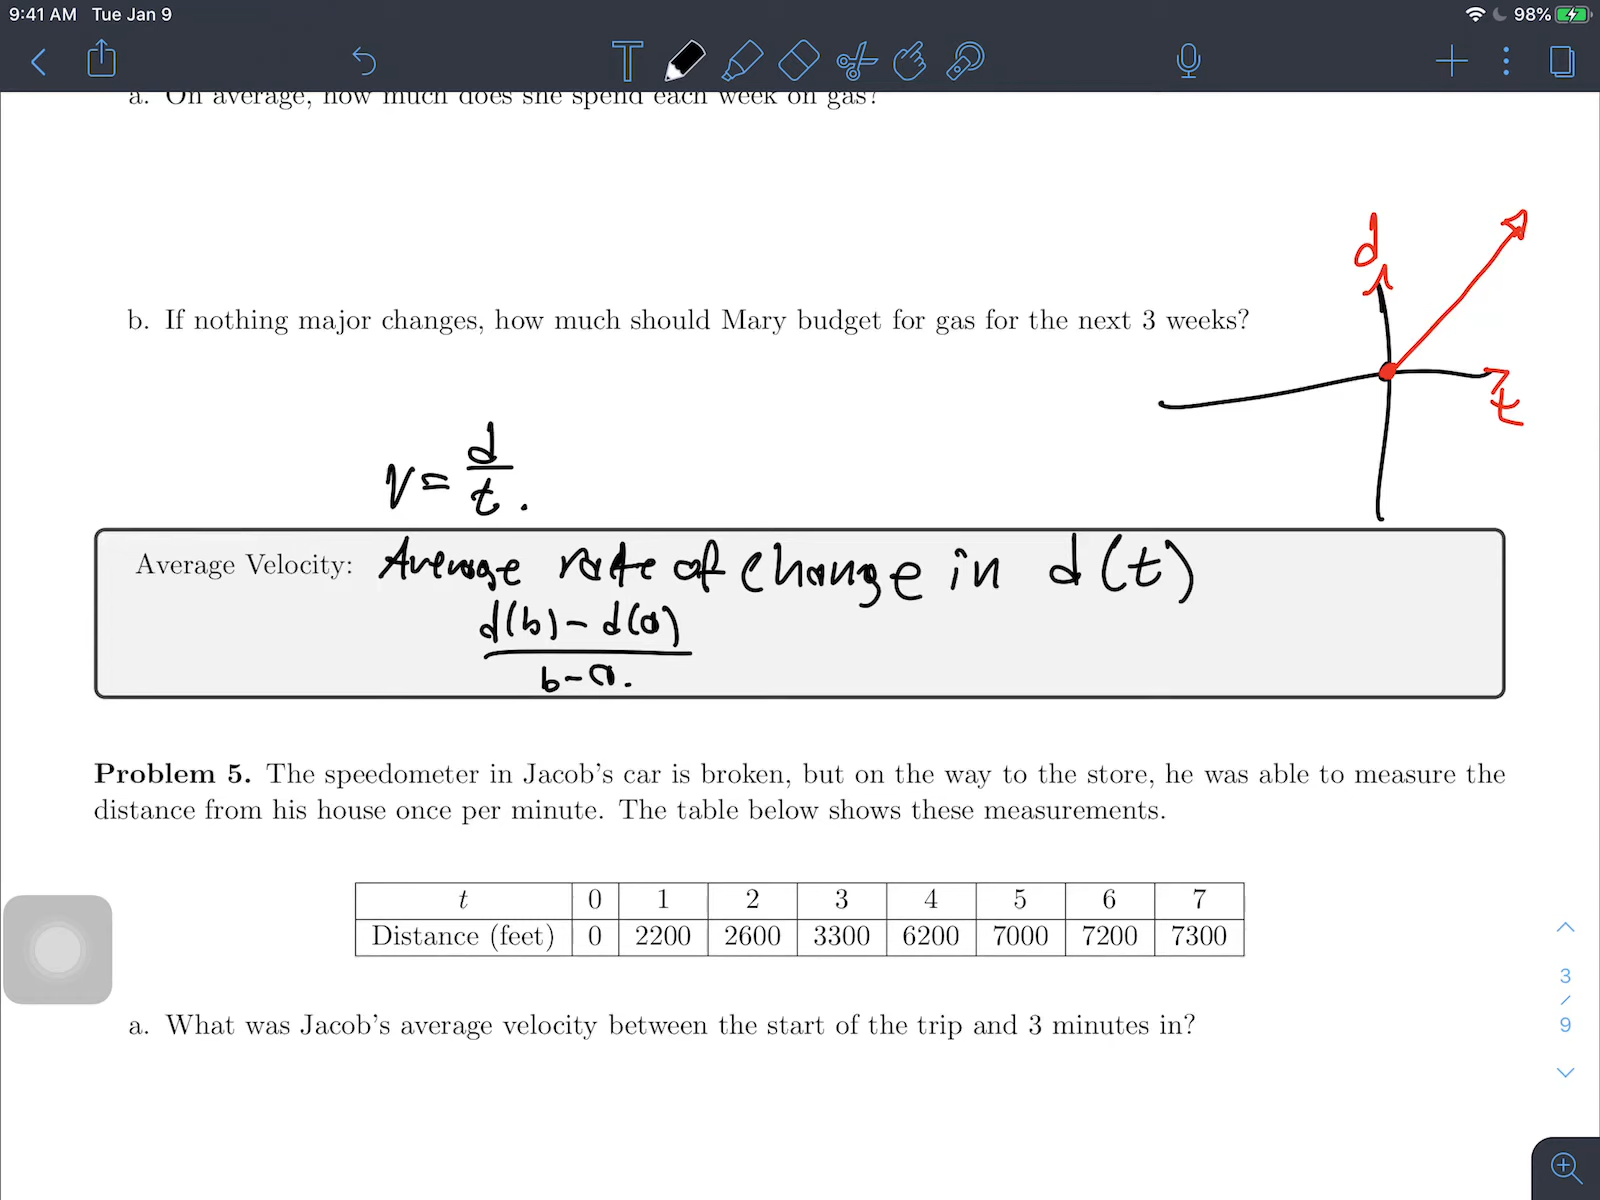 9:41 AM Tue Jan 9
98%
T
a. On average, how much does she spend each week on gas?
d
b. If nothing major changes, how much should Mary budget for gas for the next 3 weeks?
t
v = d/t.
Average Velocity: Average rate of change in d(t)
d(b) - d(a)
b - a.
Problem 5. The speedometer in Jacob's car is broken, but on the way to the store, he was able to measure the
distance from his house once per minute. The table below shows these measurements.
t 0 1 2 3 4 5 6 7
Distance (feet) 0 2200 2600 3300 6200 7000 7200 7300
3
/
9
a. What was Jacob's average velocity between the start of the trip and 3 minutes in?